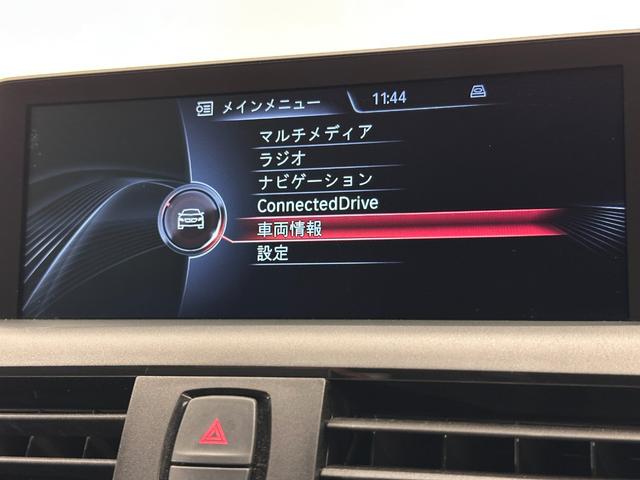 メインメニュー 11:44
マルチメディア
ラジオ
ナビゲーション
ConnectedDrive
車両情報
設定